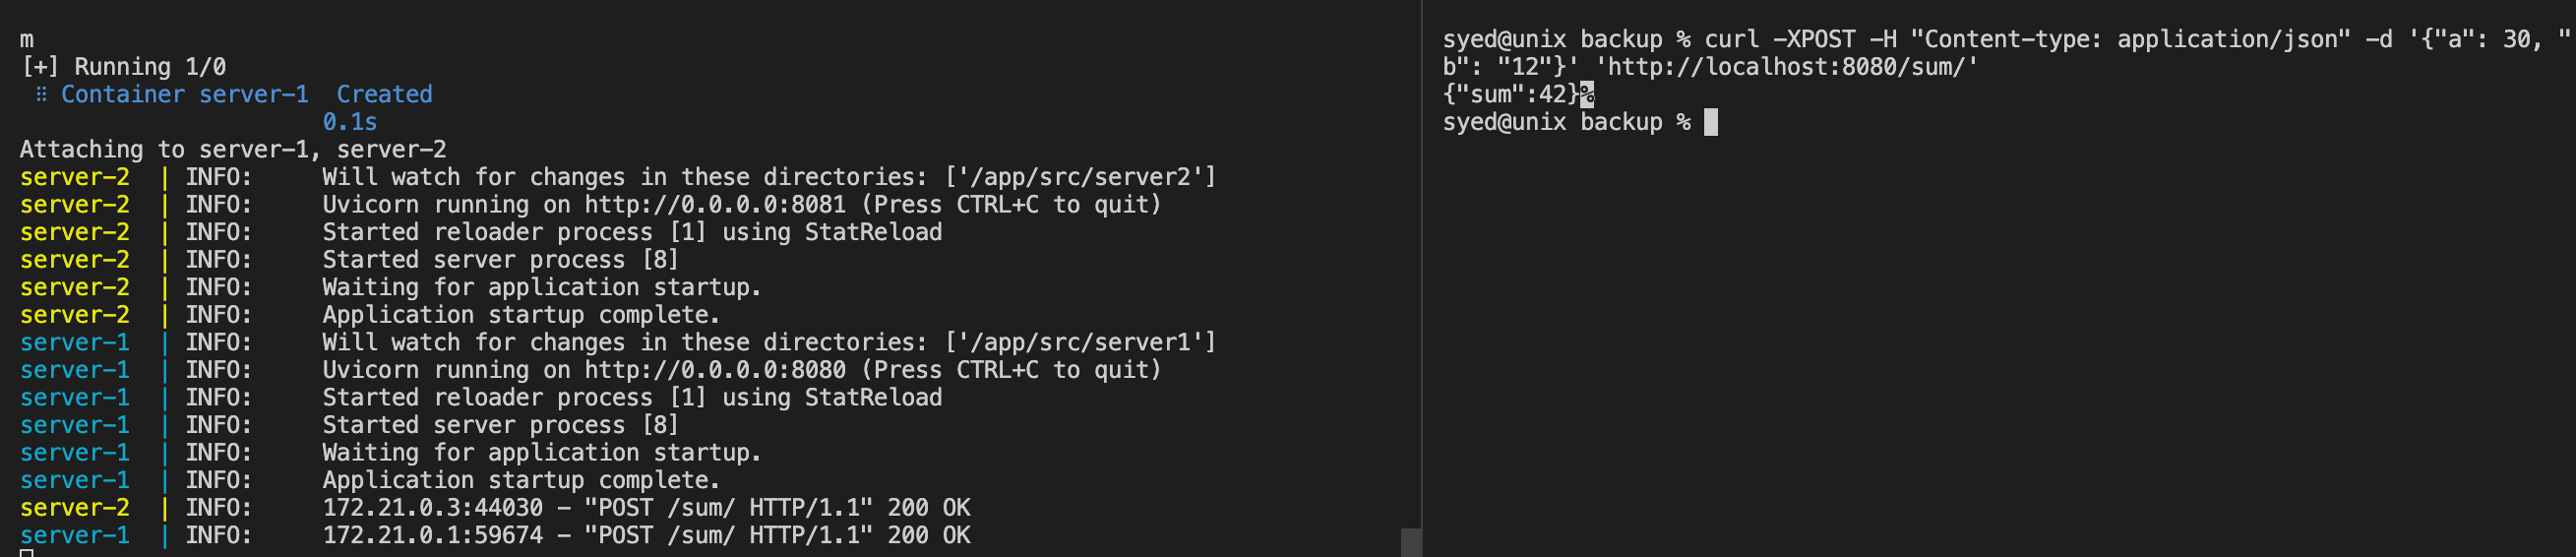 m
[+] Running 1/0
⠿ Container server-1  Created
0.1s
Attaching to server-1, server-2
server-2  | INFO:     Will watch for changes in these directories: ['/app/src/server2']
server-2  | INFO:     Uvicorn running on http://0.0.0.0:8081 (Press CTRL+C to quit)
server-2  | INFO:     Started reloader process [1] using StatReload
server-2  | INFO:     Started server process [8]
server-2  | INFO:     Waiting for application startup.
server-2  | INFO:     Application startup complete.
server-1  | INFO:     Will watch for changes in these directories: ['/app/src/server1']
server-1  | INFO:     Uvicorn running on http://0.0.0.0:8080 (Press CTRL+C to quit)
server-1  | INFO:     Started reloader process [1] using StatReload
server-1  | INFO:     Started server process [8]
server-1  | INFO:     Waiting for application startup.
server-1  | INFO:     Application startup complete.
server-2  | INFO:     172.21.0.3:44030 - "POST /sum/ HTTP/1.1" 200 OK
server-1  | INFO:     172.21.0.1:59674 - "POST /sum/ HTTP/1.1" 200 OK
syed@unix backup % curl -XPOST -H "Content-type: application/json" -d '{"a": 30, "
b": "12"}' 'http://localhost:8080/sum/'
{"sum":42}%
syed@unix backup %